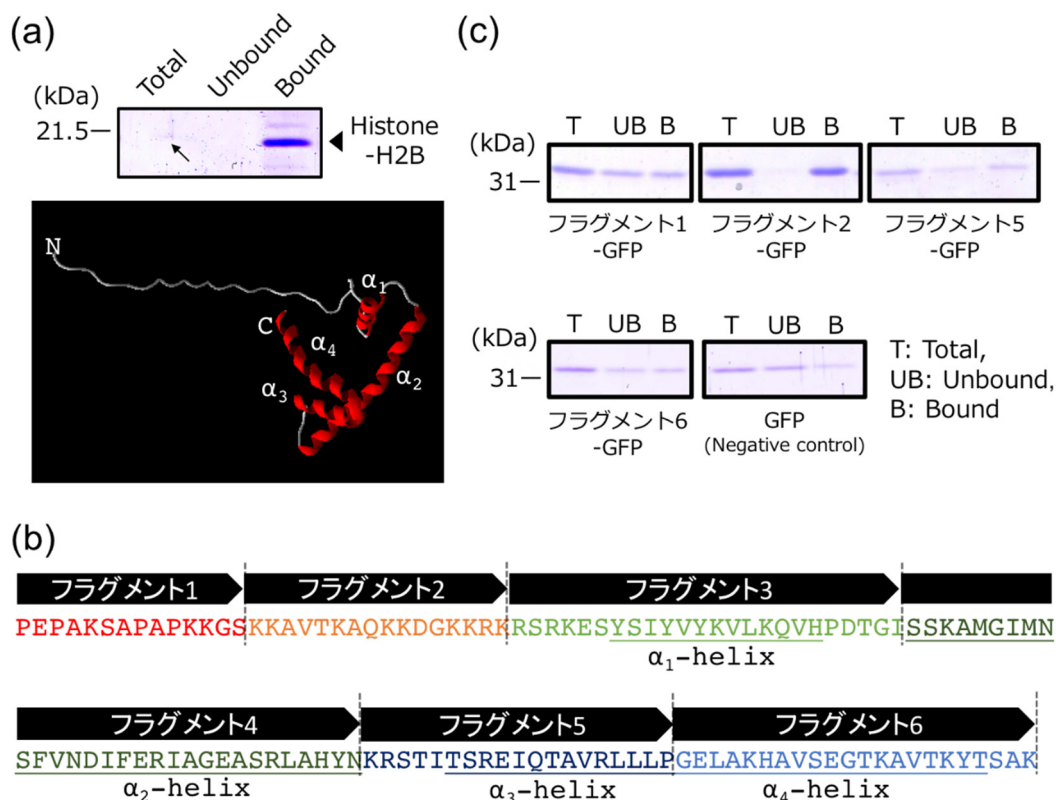 (a)
Total
Unbound
Bound
(kDa)
21.5
Histone
-H2B
N
C
α1
α2
α3
α4
(c)
T UB B
T UB B
T UB B
(kDa)
31
フラグメント1
-GFP
フラグメント2
-GFP
フラグメント5
-GFP
T UB B
T UB B
(kDa)
31
フラグメント6
-GFP
GFP
(Negative control)
T: Total,
UB: Unbound,
B: Bound
(b)
フラグメント1 フラグメント2 フラグメント3
PEPAKSAPAPKKGSKKAVTKAQKKDGKKRKRSRKESYSIYVYKVLKQVHPDTGISSKAMGIMN
α1-helix
フラグメント4 フラグメント5 フラグメント6
SFVNDIFERIAGEASRLAHYNKRSTITSREIQTAVRLLLPGELAKHAVSEGTKAVTKYTSAK
α2-helix α3-helix α4-helix